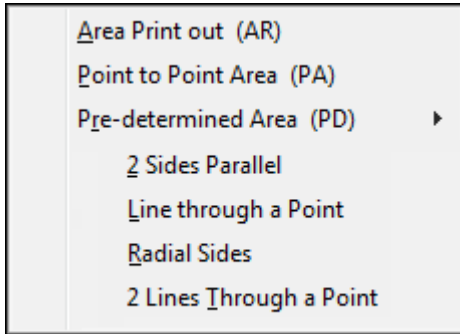 Area Print out (AR)
Point to Point Area (PA)
Pre-determined Area (PD)
2 Sides Parallel
Line through a Point
Radial Sides
2 Lines Through a Point